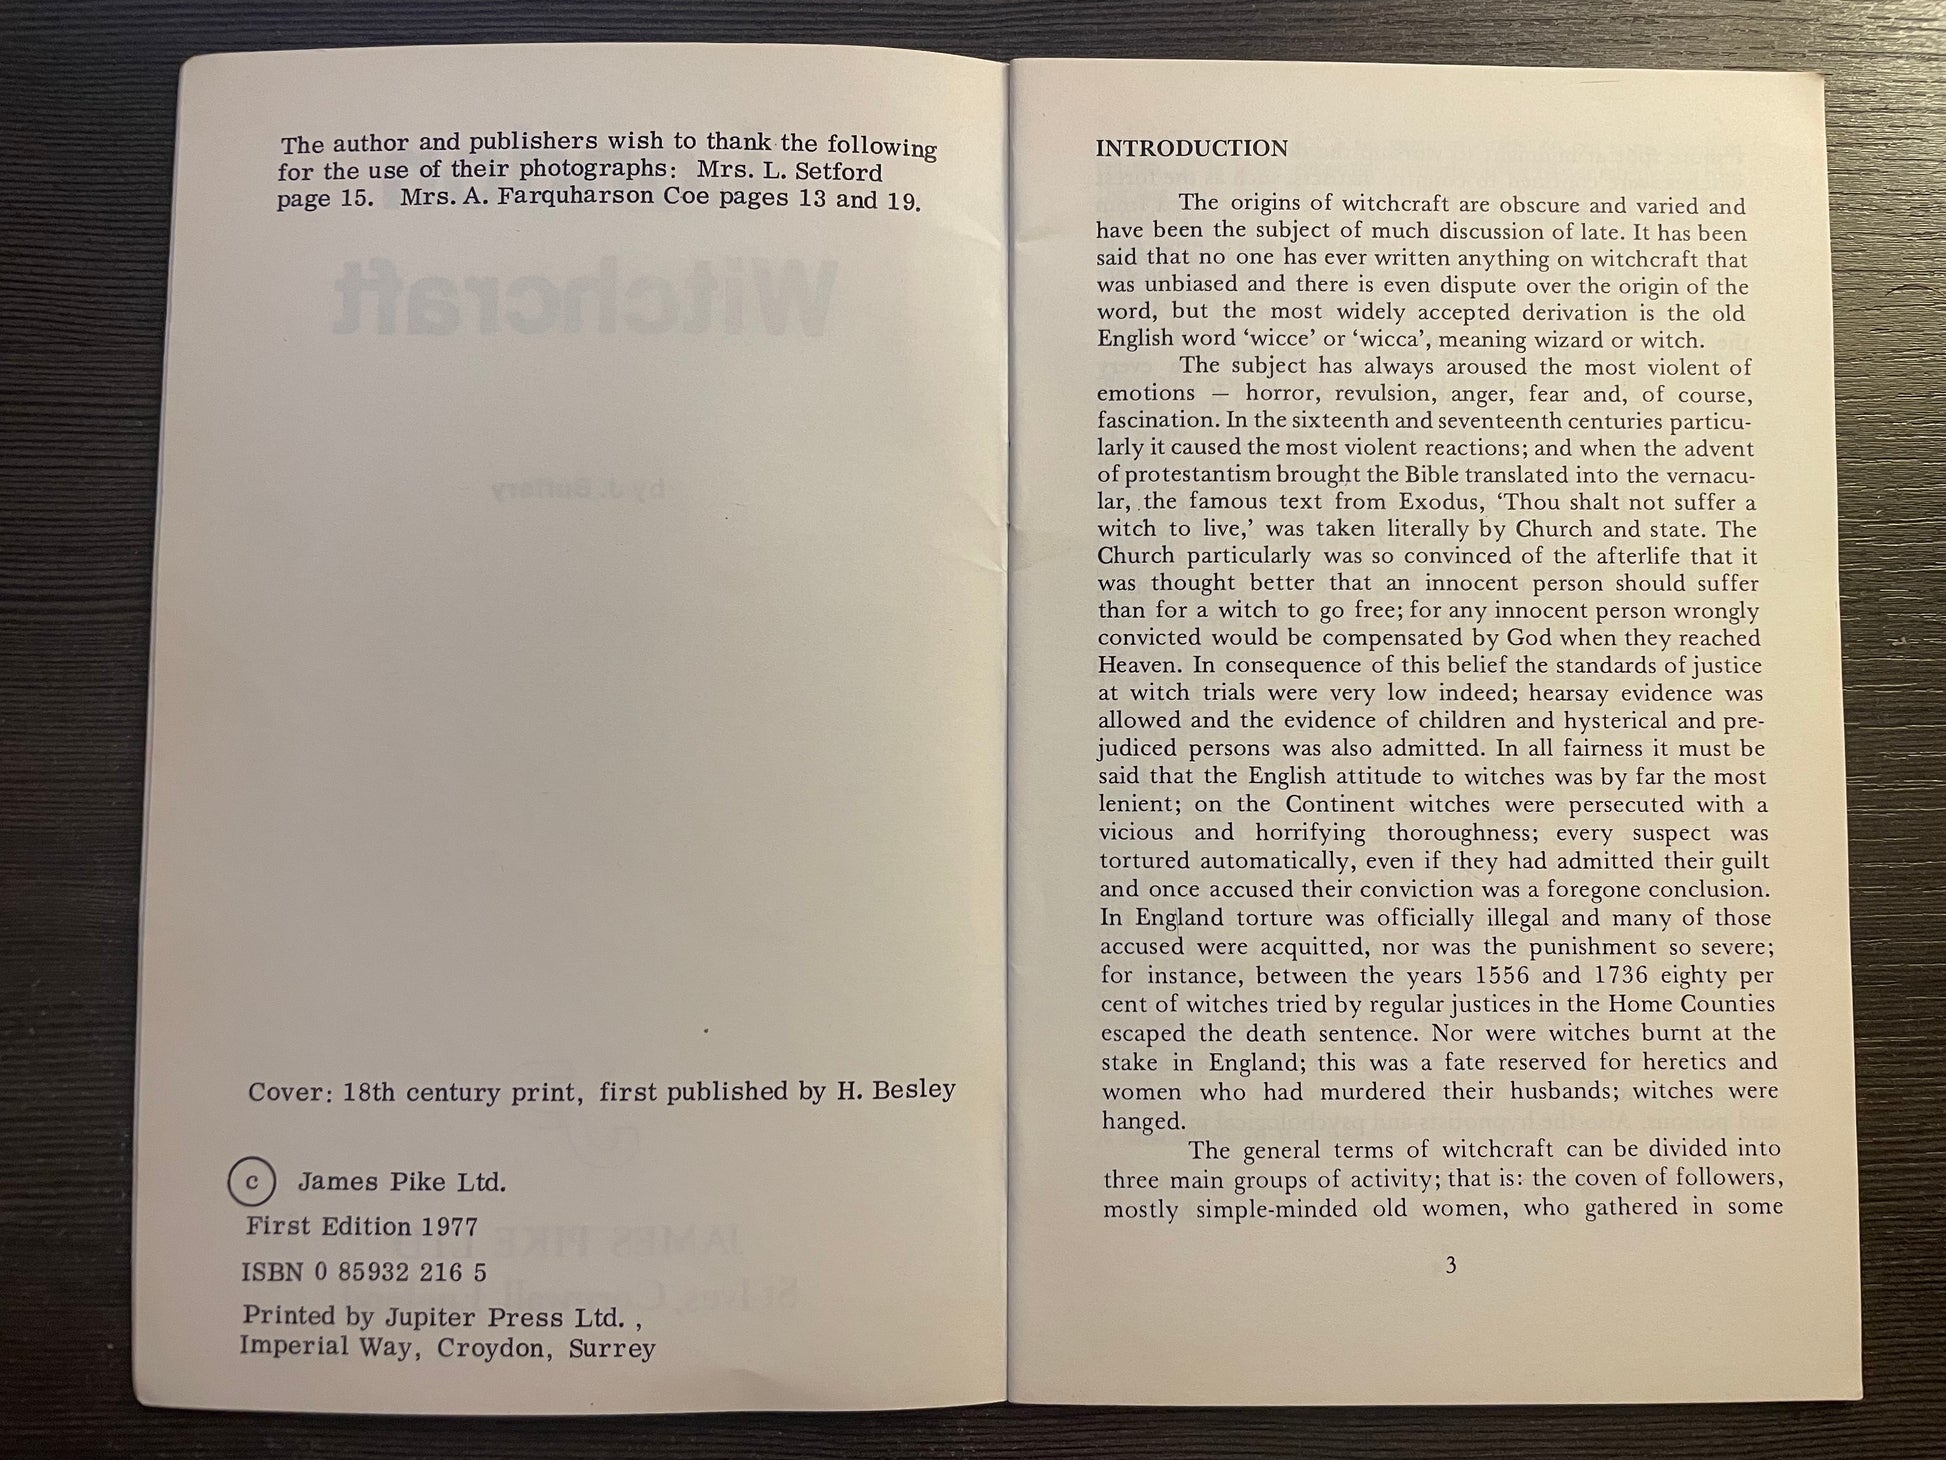 The author and publishers wish to thank the following
for the use of their photographs: Mrs. L. Setford
page 15. Mrs. A. Farquharson Coe pages 13 and 19.
Witchcraft
by J. Buttery
Cover: 18th century print, first published by H. Besley
© James Pike Ltd.
First Edition 1977
JAMES PIKE LTD
St Ives, Cornwall, England
ISBN 0 85932 216 5
Printed by Jupiter Press Ltd. ,
Imperial Way, Croydon, Surrey
INTRODUCTION
The origins of witchcraft are obscure and varied and
have been the subject of much discussion of late. It has been
said that no one has ever written anything on witchcraft that
was unbiased and there is even dispute over the origin of the
word, but the most widely accepted derivation is the old
English word ‘wicce’ or ‘wicca’, meaning wizard or witch.
The subject has always aroused the most violent of
emotions — horror, revulsion, anger, fear and, of course,
fascination. In the sixteenth and seventeenth centuries particu-
larly it caused the most violent reactions; and when the advent
of protestantism brought the Bible translated into the vernacu-
lar, the famous text from Exodus, ‘Thou shalt not suffer a
witch to live,’ was taken literally by Church and state. The
Church particularly was so convinced of the afterlife that it
was thought better that an innocent person should suffer
than for a witch to go free; for any innocent person wrongly
convicted would be compensated by God when they reached
Heaven. In consequence of this belief the standards of justice
at witch trials were very low indeed; hearsay evidence was
allowed and the evidence of children and hysterical and pre-
judiced persons was also admitted. In all fairness it must be
said that the English attitude to witches was by far the most
lenient; on the Continent witches were persecuted with a
vicious and horrifying thoroughness; every suspect was
tortured automatically, even if they had admitted their guilt
and once accused their conviction was a foregone conclusion.
In England torture was officially illegal and many of those
accused were acquitted, nor was the punishment so severe;
for instance, between the years 1556 and 1736 eighty per
cent of witches tried by regular justices in the Home Counties
escaped the death sentence. Nor were witches burnt at the
stake in England; this was a fate reserved for heretics and
women who had murdered their husbands; witches were
hanged.
The general terms of witchcraft can be divided into
three main groups of activity; that is: the coven of followers,
mostly simple-minded old women, who gathered in some
3